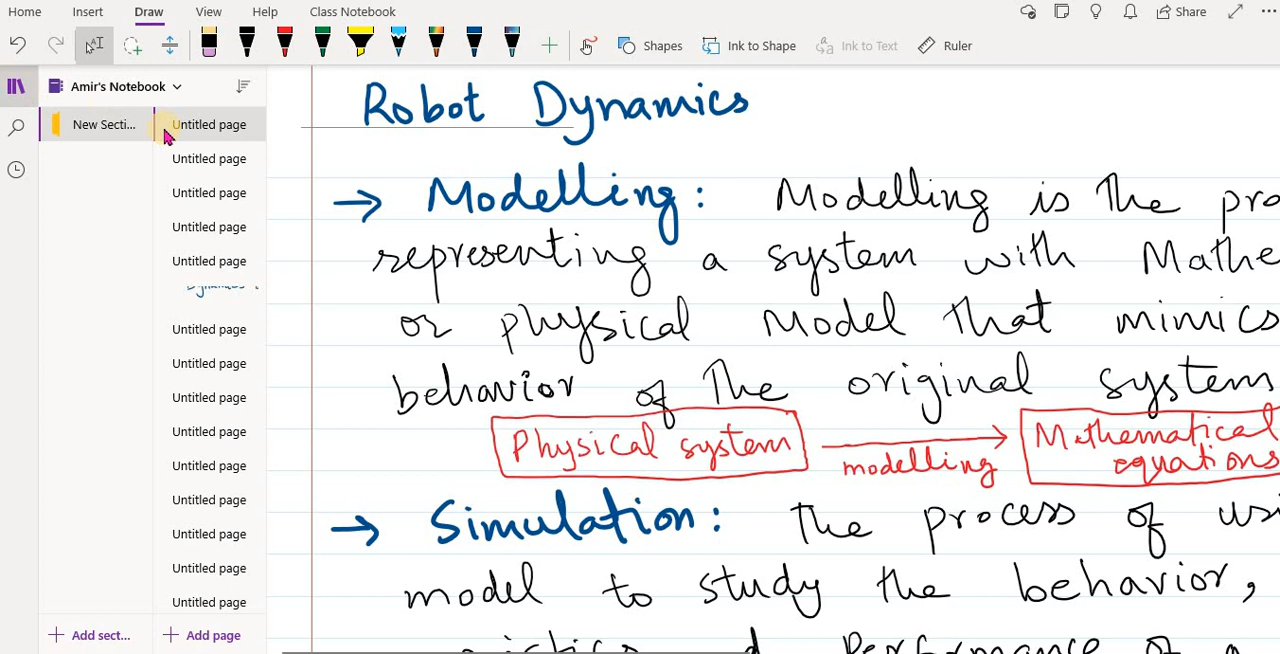 Home Insert Draw View Help Class Notebook Share
Shapes Ink to Shape Ink to Text Ruler
Amir's Notebook
New Secti...
Untitled page
Untitled page
Untitled page
Untitled page
Untitled page
Dynamics
Untitled page
Untitled page
Untitled page
Untitled page
Untitled page
Untitled page
Untitled page
Untitled page
Untitled page
Add sect...
Add page
Robot Dynamics
→ Modelling: Modelling is the pro
representing a system with Mathe
or physical Model that mimics
behavior of the original system
Physical system modelling → Mathematical
equations
→ Simulation: The process of usi
model to study the behavior,